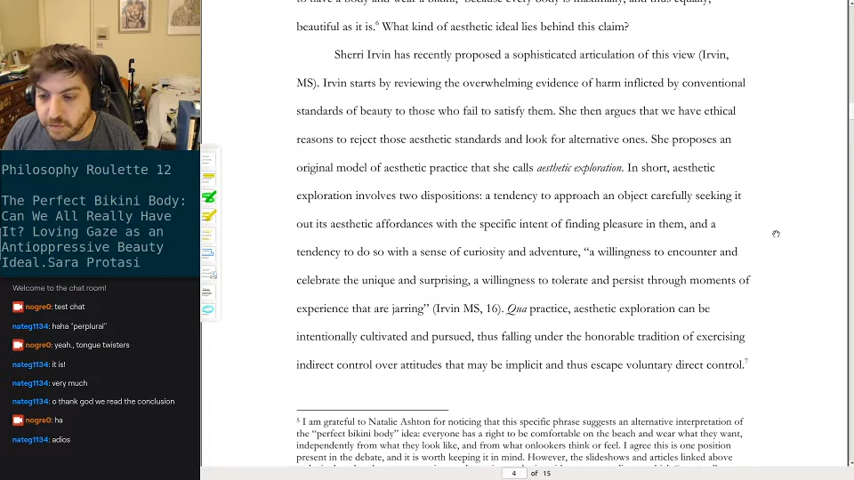 to have a body and wear a bikini, because every body is maximally, and thus equally,
beautiful as it is.6 What kind of aesthetic ideal lies behind this claim?
Sherri Irvin has recently proposed a sophisticated articulation of this view (Irvin,
MS). Irvin starts by reviewing the overwhelming evidence of harm inflicted by conventional
standards of beauty to those who fail to satisfy them. She then argues that we have ethical
reasons to reject those aesthetic standards and look for alternative ones. She proposes an
original model of aesthetic practice that she calls aesthetic exploration. In short, aesthetic
exploration involves two dispositions: a tendency to approach an object carefully seeking it
out its aesthetic affordances with the specific intent of finding pleasure in them, and a
tendency to do so with a sense of curiosity and adventure, “a willingness to encounter and
celebrate the unique and surprising, a willingness to tolerate and persist through moments of
experience that are jarring” (Irvin MS, 16). Qua practice, aesthetic exploration can be
intentionally cultivated and pursued, thus falling under the honorable tradition of exercising
indirect control over attitudes that may be implicit and thus escape voluntary direct control.7
5 I am grateful to Natalie Ashton for noticing that this specific phrase suggests an alternative interpretation of
the “perfect bikini body” idea: everyone has a right to be comfortable on the beach and wear what they want,
independently from what they look like, and from what onlookers think or feel. I agree this is one position
present in the debate, and it is worth keeping it in mind. However, the slideshows and articles linked above
4 of 15
Philosophy Roulette 12
The Perfect Bikini Body:
Can We All Really Have
It? Loving Gaze as an
Antioppressive Beauty
Ideal.Sara Protasi
Welcome to the chat room!
nogre0: test chat
nateg1134: haha "perplural"
nogre0: yeah., tongue twisters
nateg1134: it is!
nateg1134: very much
nateg1134: o thank god we read the conclusion
nogre0: ha
nateg1134: adios